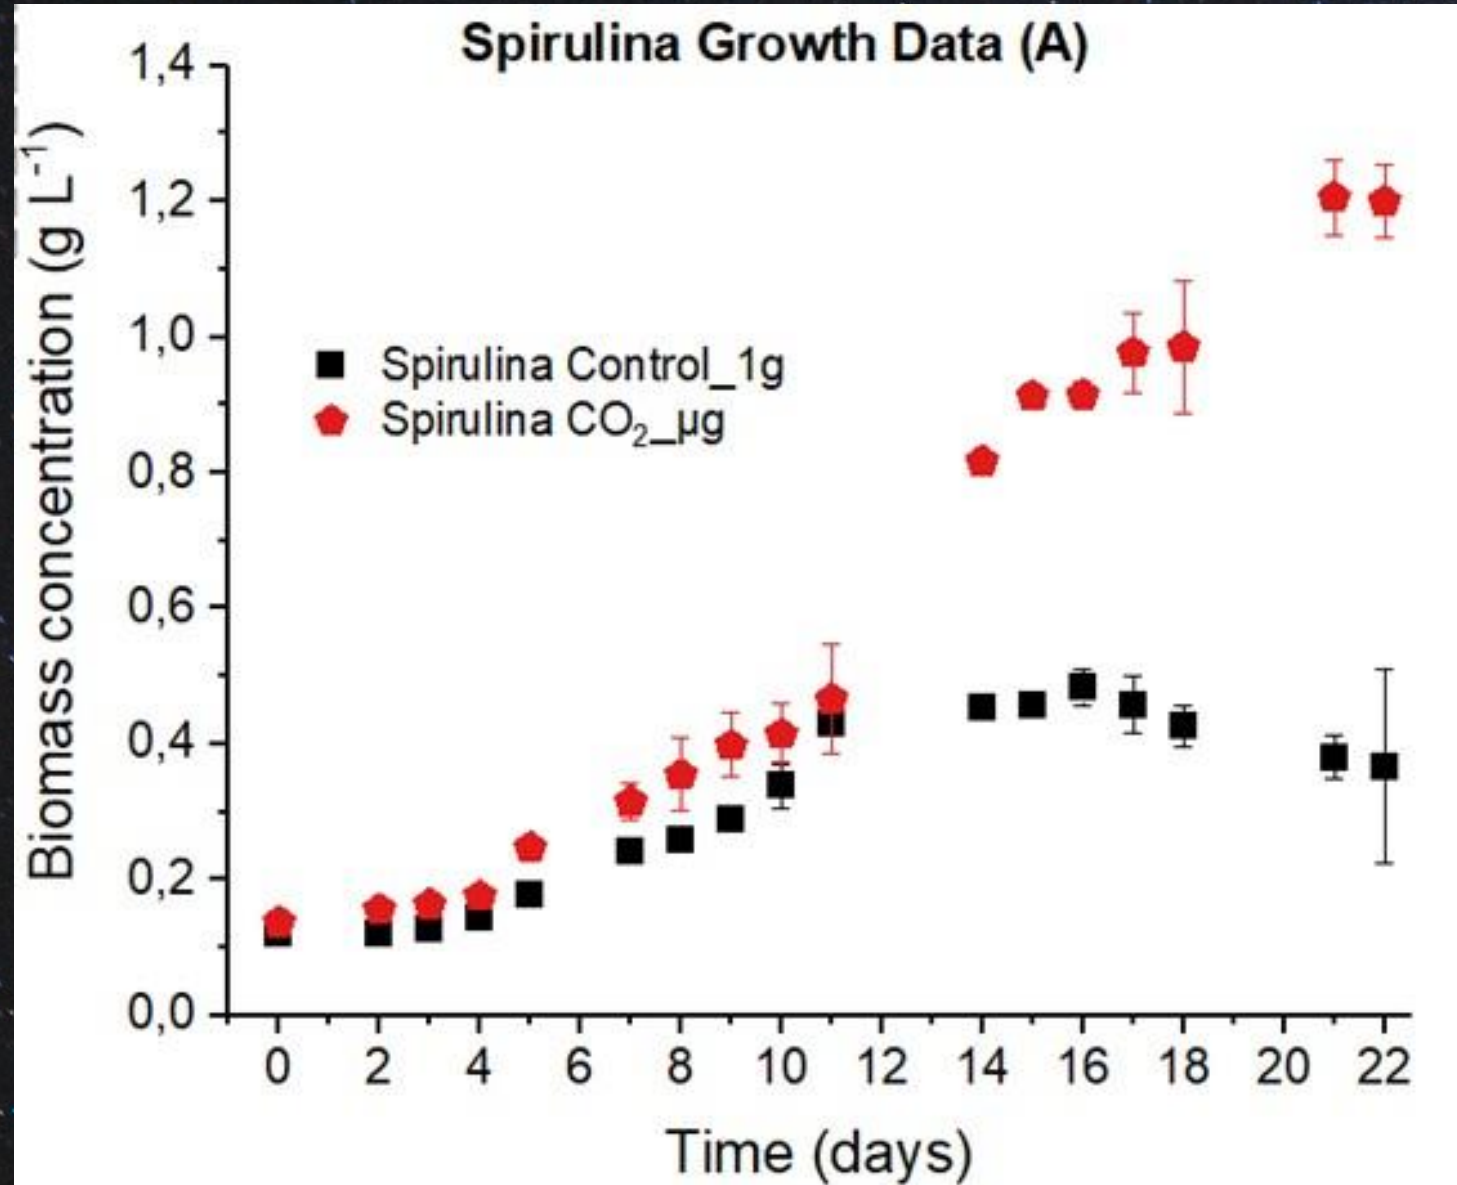 Spirulina Growth Data (A)
1,4
1,2
1,0
0,8
0,6
0,4
0,2
0,0
Biomass concentration (g L⁻¹)
Spirulina Control_1g
Spirulina CO₂_µg
0 2 4 6 8 10 12 14 16 18 20 22
Time (days)